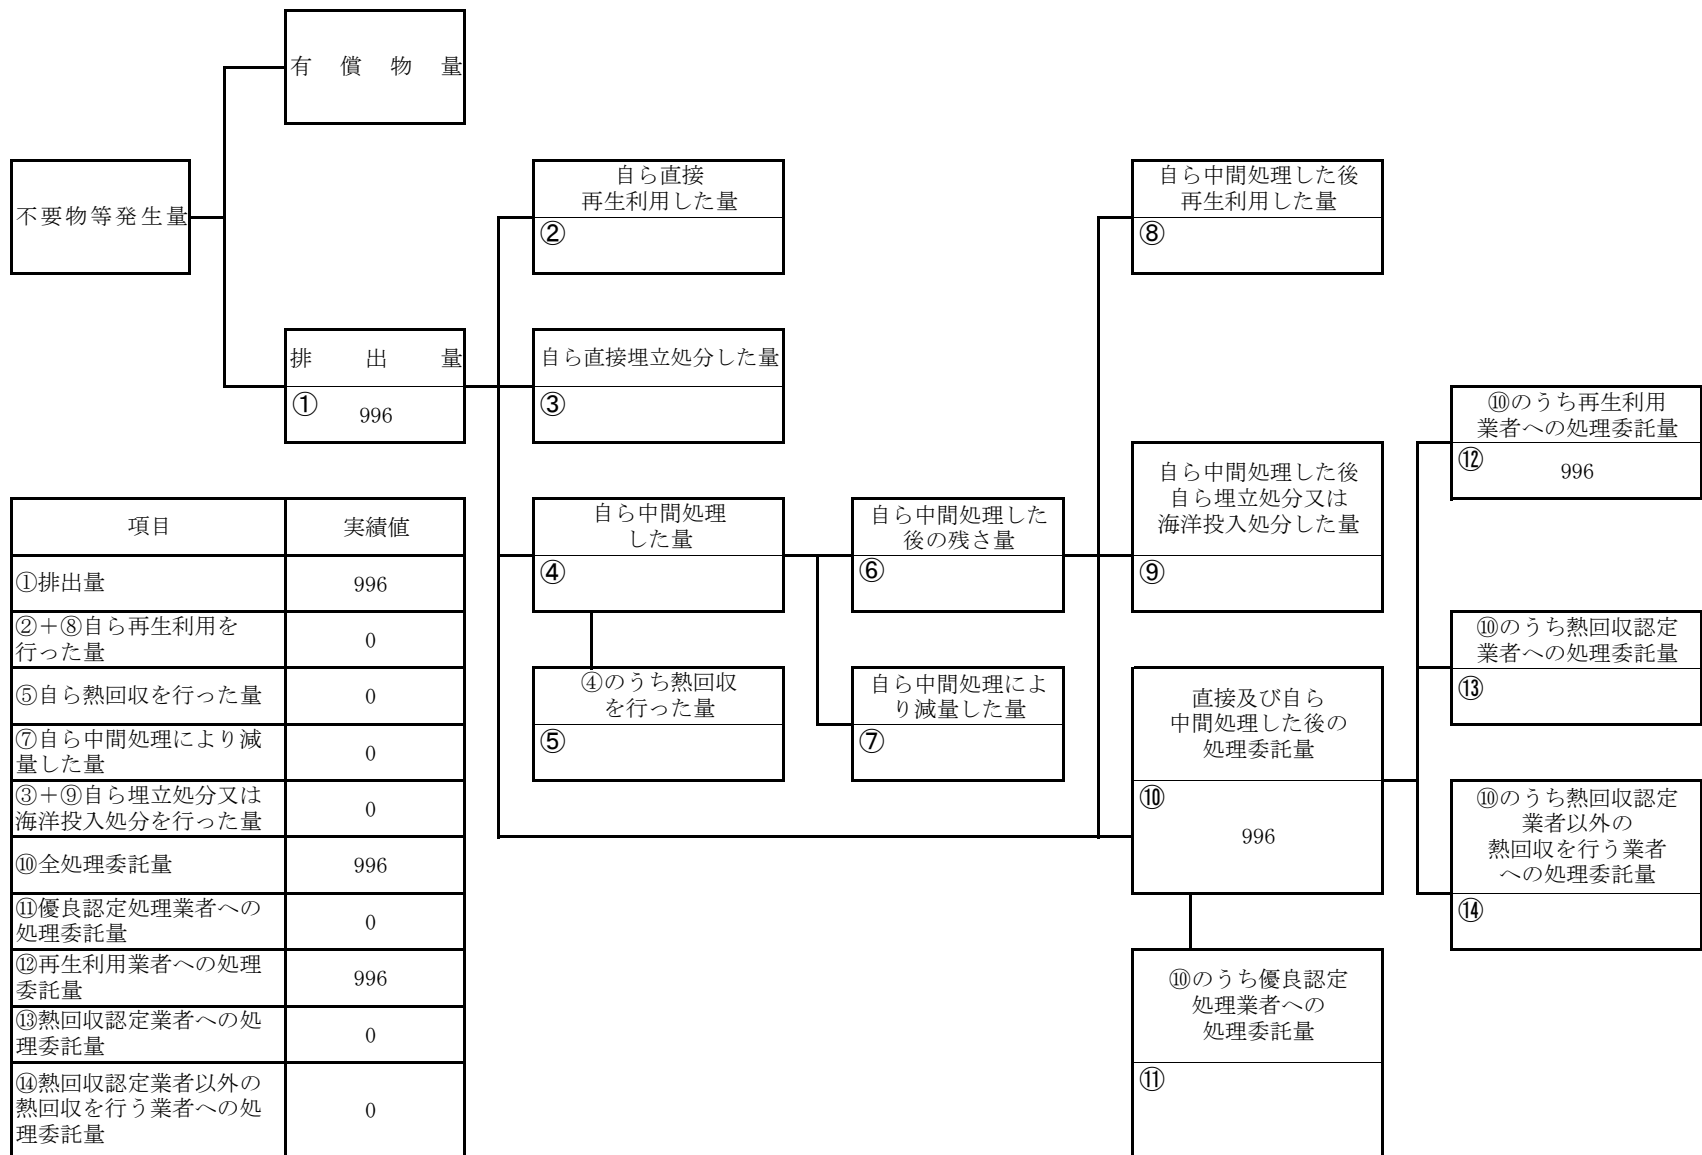 有償物量
不要物等発生量
排出量
①
996
自ら直接
再生利用した量
②
自ら直接埋立処分した量
③
自ら中間処理
した量
④
④のうち熱回収
を行った量
⑤
自ら中間処理した
後の残さ量
⑥
自ら中間処理によ
り減量した量
⑦
自ら中間処理した後
再生利用した量
⑧
自ら中間処理した後
自ら埋立処分又は
海洋投入処分した量
⑨
直接及び自ら
中間処理した後の
処理委託量
⑩
996
⑩のうち優良認定
処理業者への
処理委託量
⑪
⑩のうち再生利用
業者への処理委託量
⑫
996
⑩のうち熱回収認定
業者への処理委託量
⑬
⑩のうち熱回収認定
業者以外の
熱回収を行う業者
への処理委託量
⑭
項目 実績値
①排出量 996
②+⑧自ら再生利用を
行った量 0
⑤自ら熱回収を行った量 0
⑦自ら中間処理により減
量した量 0
③+⑨自ら埋立処分又は
海洋投入処分を行った量 0
⑩全処理委託量 996
⑪優良認定処理業者への
処理委託量 0
⑫再生利用業者への処理
委託量 996
⑬熱回収認定業者への処
理委託量 0
⑭熱回収認定業者以外の
熱回収を行う業者への処 0
理委託量